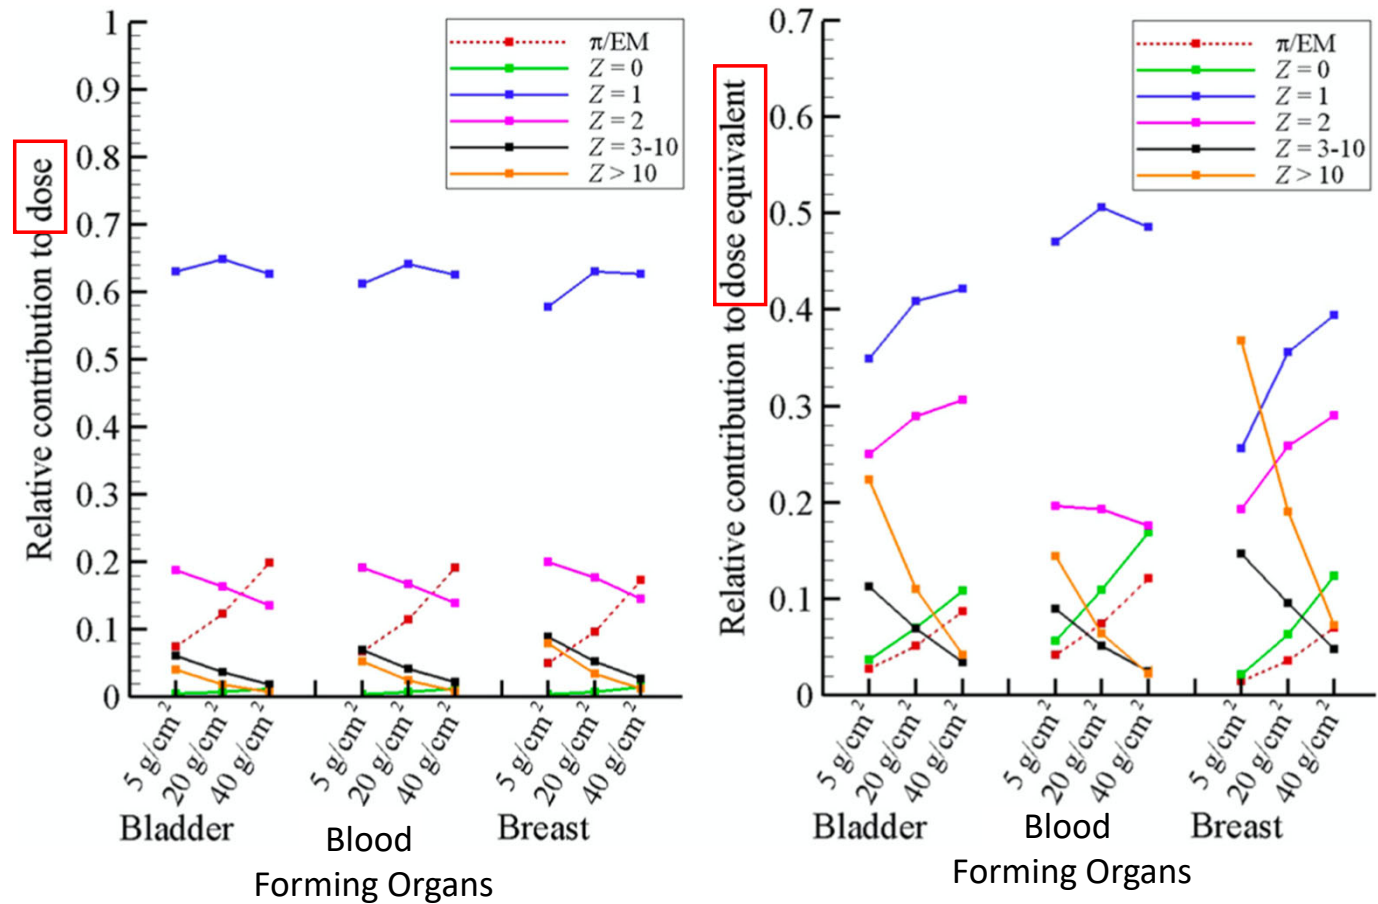 Relative contribution to dose
1
0.9
0.8
0.7
0.6
0.5
0.4
0.3
0.2
0.1
0
π/EM
Z = 0
Z = 1
Z = 2
Z = 3-10
Z > 10
5 g/cm²
20 g/cm²
40 g/cm²
5 g/cm²
20 g/cm²
40 g/cm²
5 g/cm²
20 g/cm²
40 g/cm²
Bladder
Blood
Forming Organs
Breast
Relative contribution to dose equivalent
0.7
0.6
0.5
0.4
0.3
0.2
0.1
0
π/EM
Z = 0
Z = 1
Z = 2
Z = 3-10
Z > 10
5 g/cm²
20 g/cm²
40 g/cm²
5 g/cm²
20 g/cm²
40 g/cm²
5 g/cm²
20 g/cm²
40 g/cm²
Bladder
Blood
Forming Organs
Breast